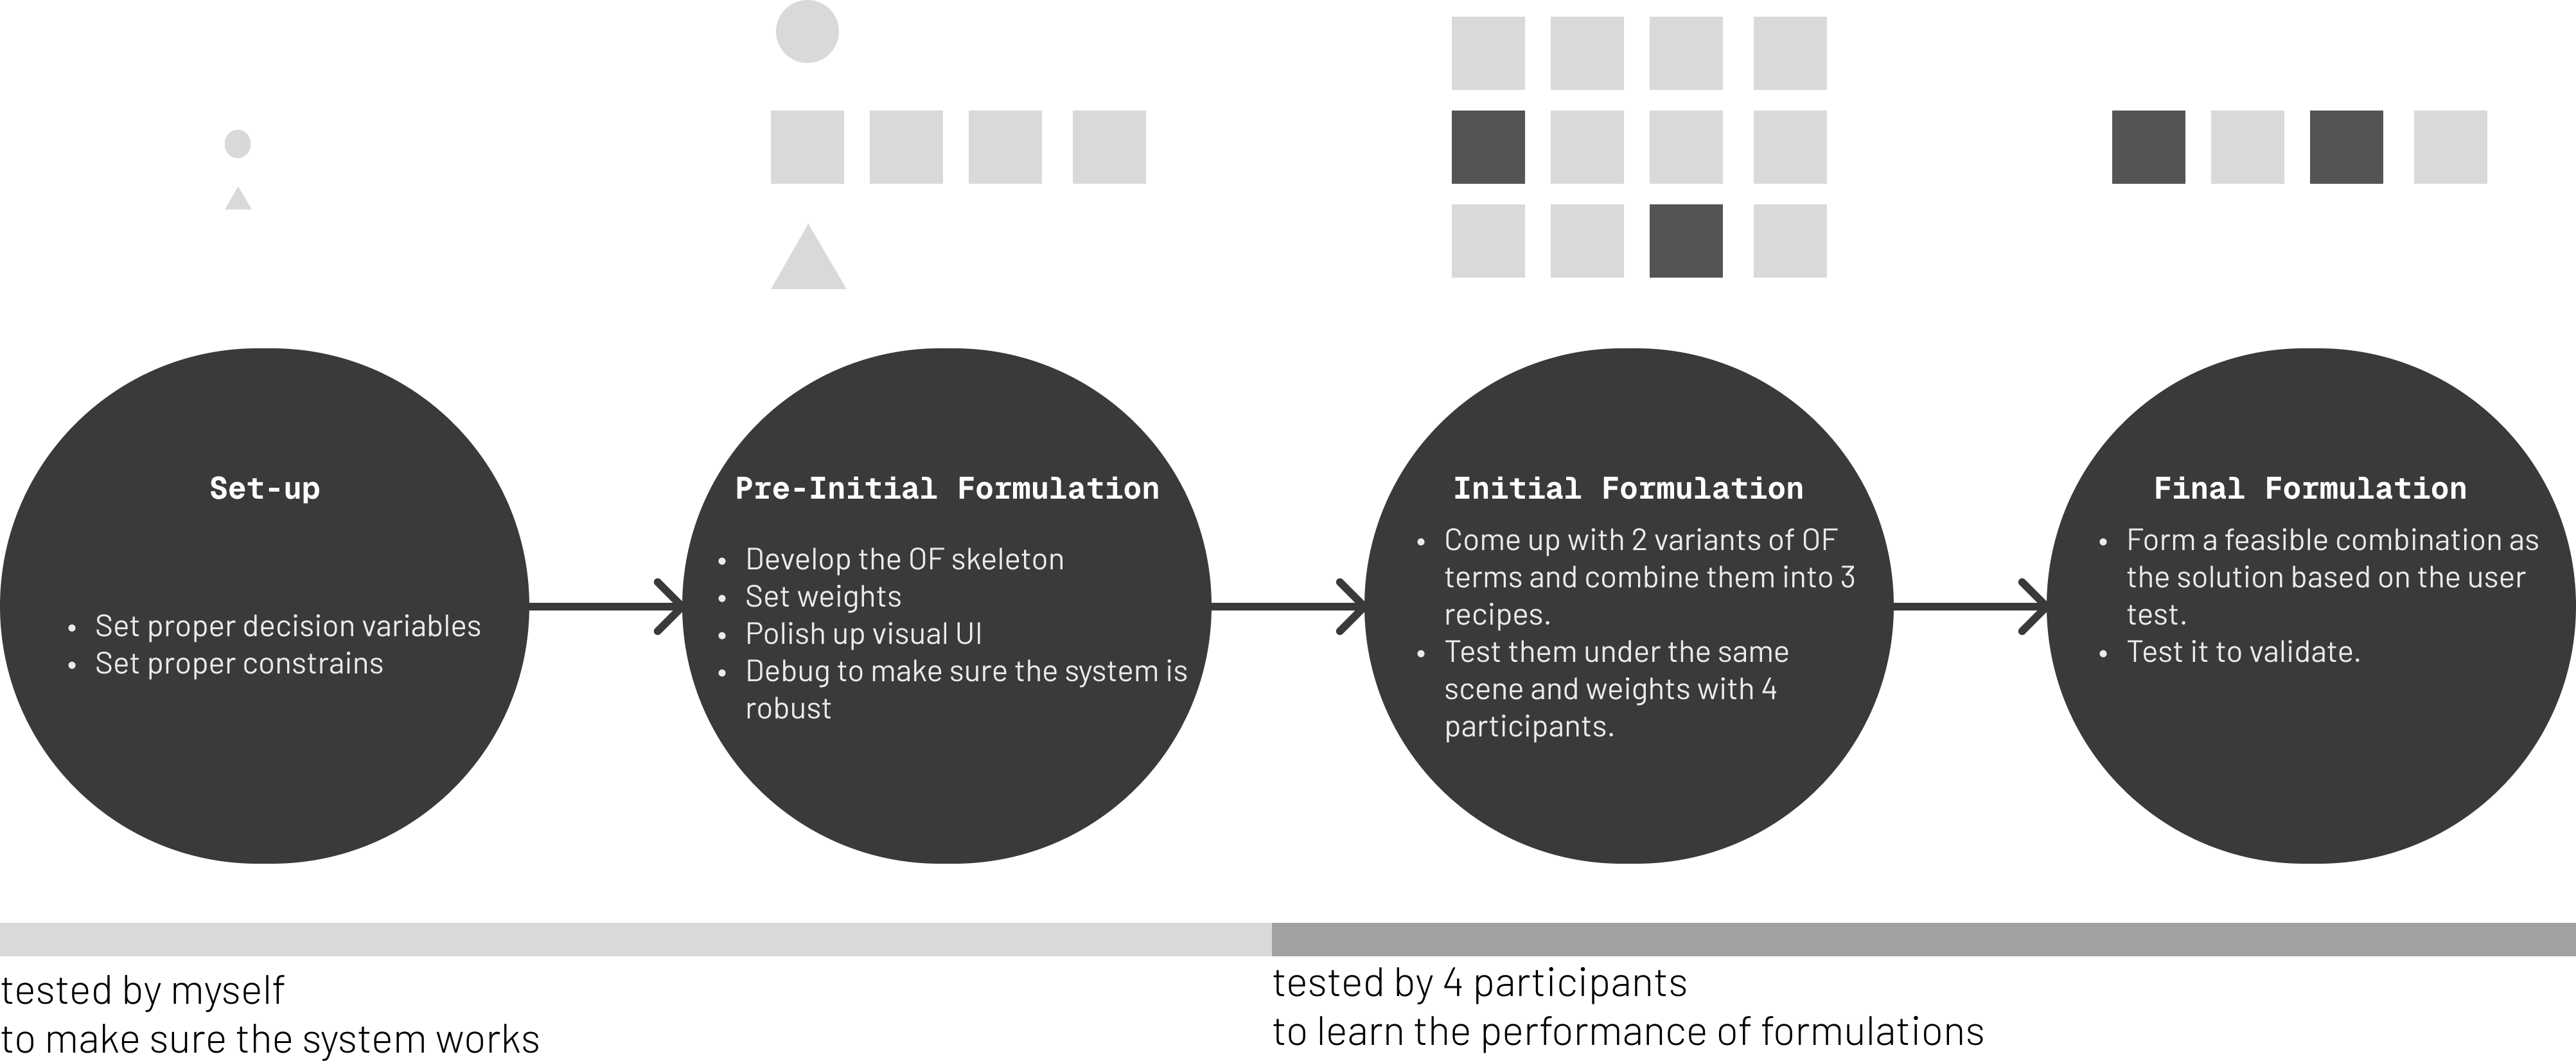 Set-up
• Set proper decision variables
• Set proper constrains
Pre-Initial Formulation
• Develop the OF skeleton
• Set weights
• Polish up visual UI
• Debug to make sure the system is
robust
Initial Formulation
• Come up with 2 variants of OF
terms and combine them into 3
recipes.
• Test them under the same
scene and weights with 4
participants.
Final Formulation
• Form a feasible combination as
the solution based on the user
test.
• Test it to validate.
tested by myself
to make sure the system works
tested by 4 participants
to learn the performance of formulations